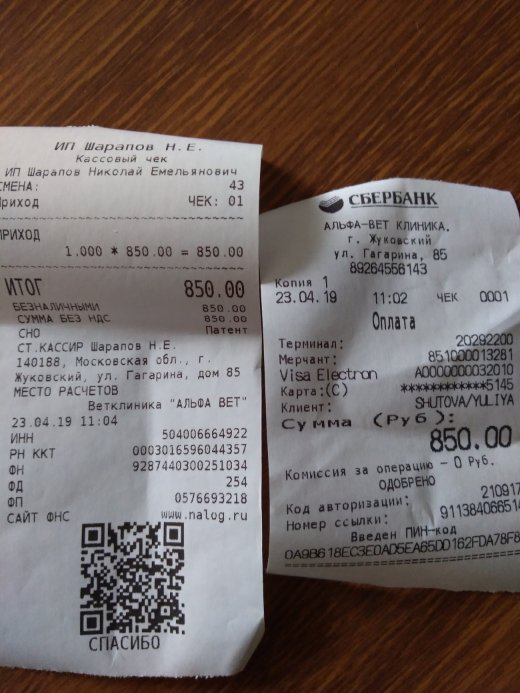 ИП Шарапов Н.Е.
Кассовый чек
ИП Шарапов Николай Емельянович
СМЕНА: 43
Приход ЧЕК: 01
ПРИХОД
1.000 * 850.00 = 850.00
ИТОГ 850.00
БЕЗНАЛИЧНЫМИ 850.00
СУММА БЕЗ НДС 850.00
СНО Патент
СТ.КАССИР Шарапов Н.Е.
140188, Московская обл., г.
Жуковский, ул. Гагарина, дом 85
МЕСТО РАСЧЕТОВ
Ветклиника "АЛЬФА ВЕТ"
23.04.19 11:04
ИНН 504006664922
РН ККТ 0003016596044357
ФН 9287440300251034
ФД 254
ФП 0576693218
САЙТ ФНС www.nalog.ru
СПАСИБО
СБЕРБАНК
АЛЬФА-ВЕТ КЛИНИКА.
г. Жуковский
ул. Гагарина, 85
89264556143
Копия 1
23.04.19 11:02 ЧЕК 0001
Оплата
Терминал: 20292200
Мерчант: 851000013281
Visa Electron A0000000032010
Карта:(C) ************5145
Клиент: SHUTOVA/YULIYA
Сумма (Руб):
850.00
Комиссия за операцию - 0 Руб.
ОДОБРЕНО
Код авторизации: 210917
Номер ссылки: 911384066514
Введен ПИН-код
0A9B618EC3E0AD5EA65DD162FDA78F8